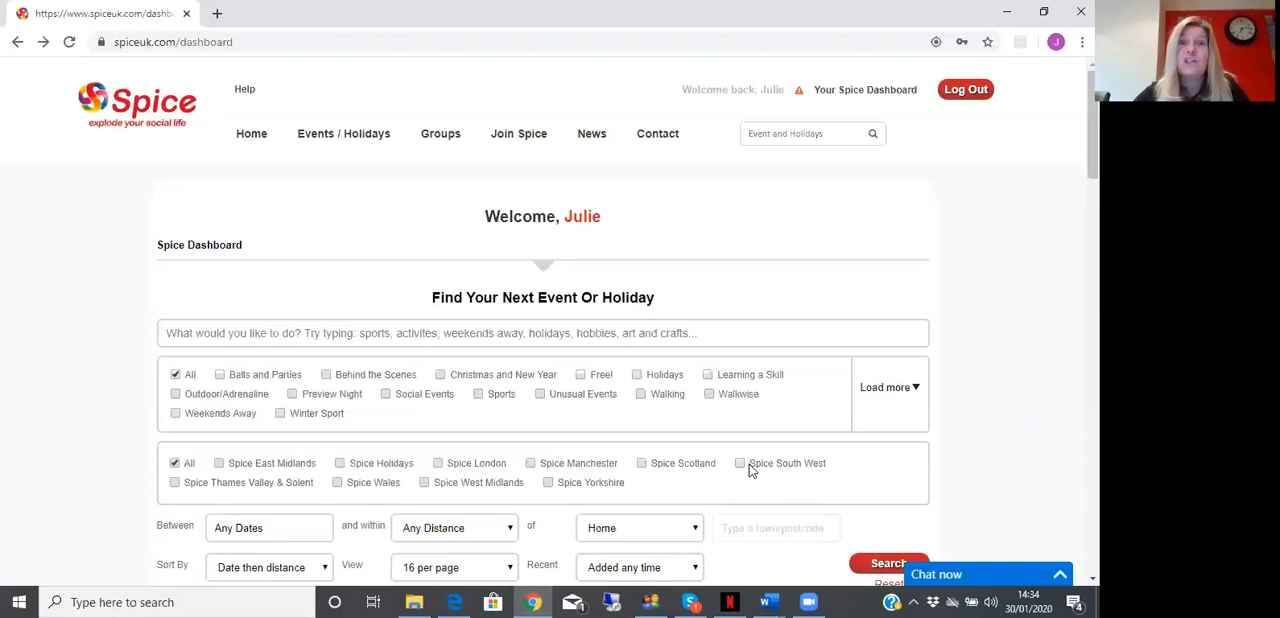 https://www.spiceuk.com/dashb
spiceuk.com/dashboard
J
Spice
explode your social life
Help
Welcome back, Julie
Your Spice Dashboard
Log Out
Home
Events / Holidays
Groups
Join Spice
News
Contact
Event and Holidays
Welcome, Julie
Spice Dashboard
Find Your Next Event Or Holiday
What would you like to do? Try typing: sports, activites, weekends away, holidays, hobbies, art and crafts...
All Balls and Parties Behind the Scenes Christmas and New Year Free! Holidays Learning a Skill
Outdoor/Adrenaline Preview Night Social Events Sports Unusual Events Walking Walkwise
Weekends Away Winter Sport
Load more
All Spice East Midlands Spice Holidays Spice London Spice Manchester Spice Scotland Spice South West
Spice Thames Valley & Solent Spice Wales Spice West Midlands Spice Yorkshire
Between Any Dates and within Any Distance of Home Type a town/postcode
Sort By Date then distance View 16 per page Recent Added any time
Search
Reset
Chat now
Type here to search
14:34
30/01/2020
4